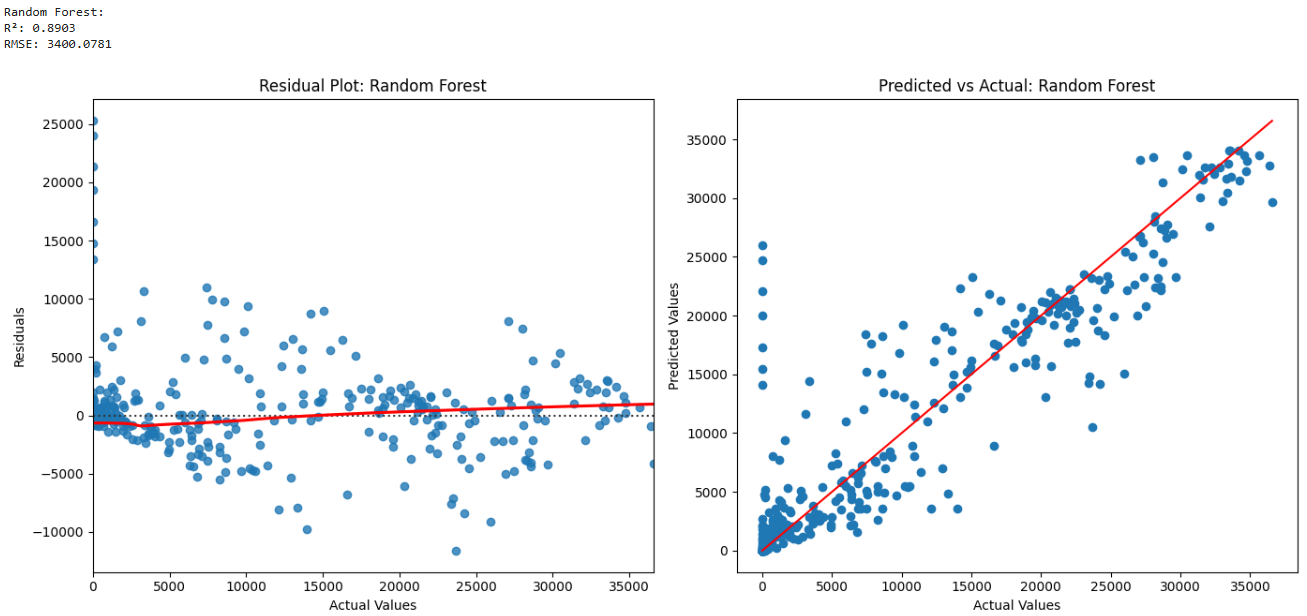 Random Forest:
R²: 0.8903
RMSE: 3400.0781
Residual Plot: Random Forest
25000
20000
15000
10000
5000
0
−5000
−10000
Residuals
0 5000 10000 15000 20000 25000 30000 35000
Actual Values
Predicted vs Actual: Random Forest
35000
30000
25000
20000
15000
10000
5000
0
Predicted Values
0 5000 10000 15000 20000 25000 30000 35000
Actual Values